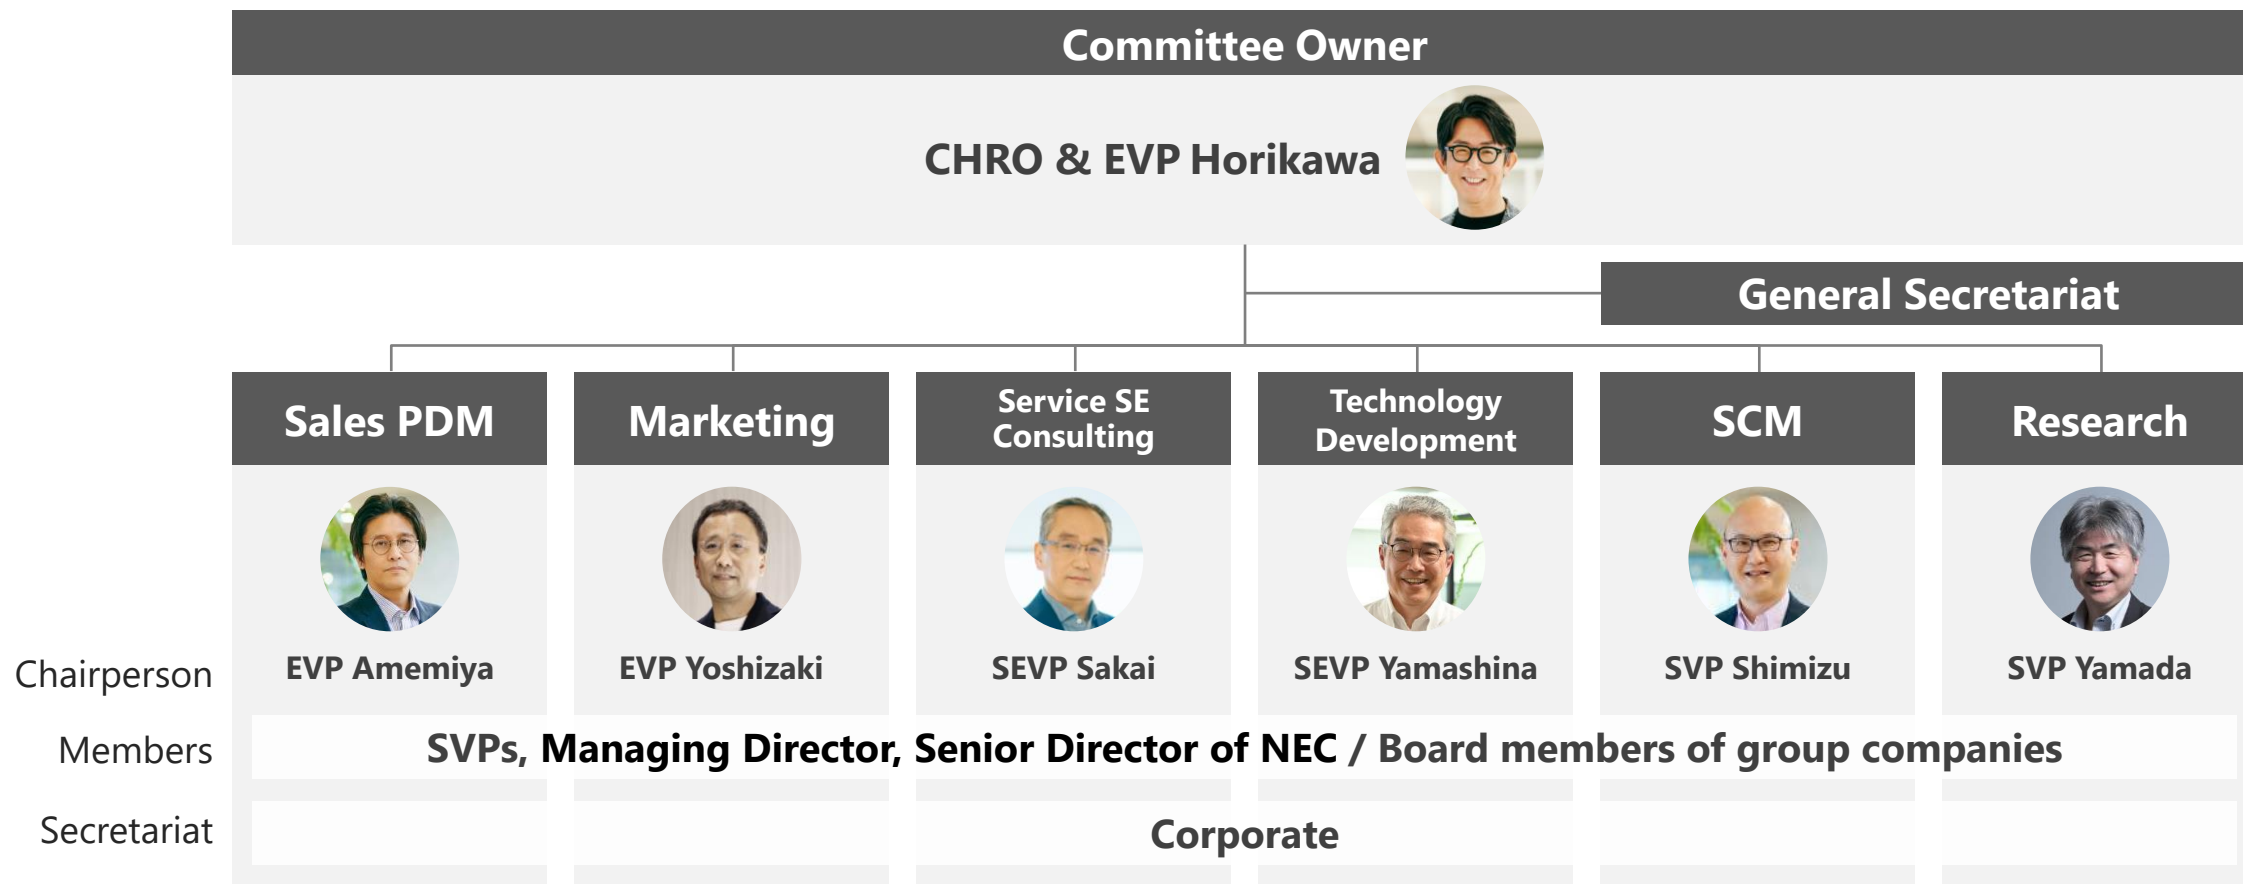 Committee Owner
CHRO & EVP Horikawa
General Secretariat
Sales PDM
Marketing
Service SE
Consulting
Technology
Development
SCM
Research
Chairperson
EVP Amemiya
EVP Yoshizaki
SEVP Sakai
SEVP Yamashina
SVP Shimizu
SVP Yamada
Members
SVPs, Managing Director, Senior Director of NEC / Board members of group companies
Secretariat
Corporate